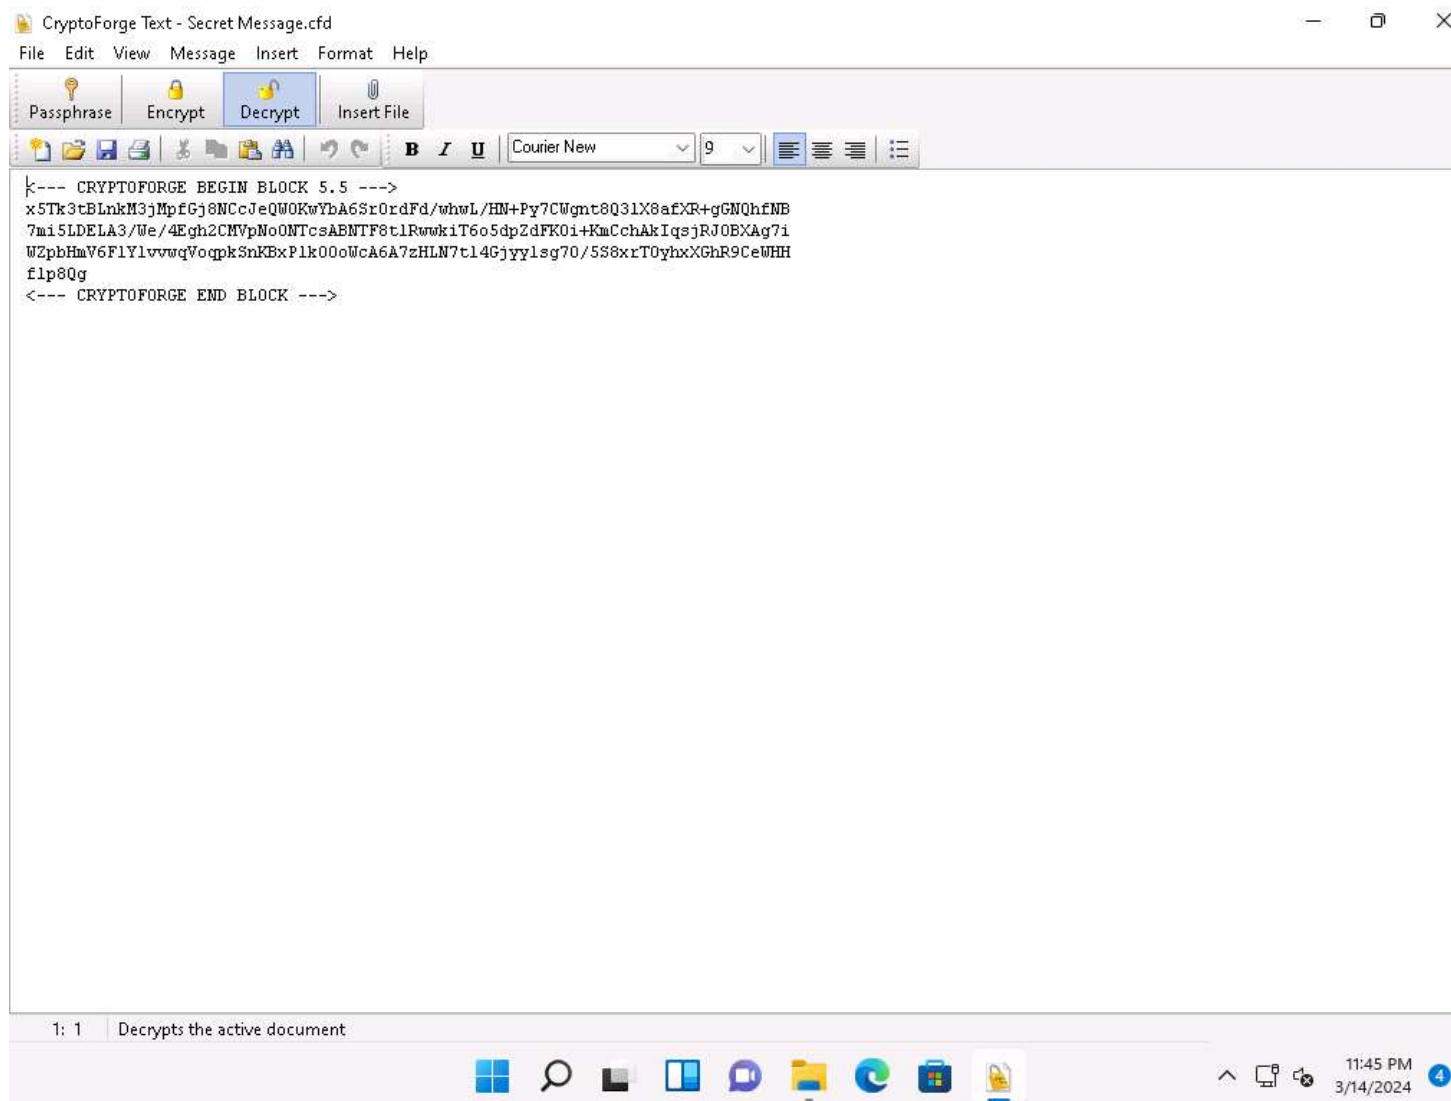 CryptoForge Text - Secret Message.cfd
File Edit View Message Insert Format Help
Passphrase Encrypt Decrypt Insert File
B I U Courier New 9
<--- CRYPTOFORGE BEGIN BLOCK 5.5 --->
x5Tk3tBLnkM3jMpfGj8NCcJeQW0KwYbA6Sr0rdFd/whwL/HN+Py7CWgnt8Q31X8afXR+gGNQhfNB
7mi5LDELA3/We/4Egh2CMVpNo0NTcsABNTF8tlRwwkiT6o5dpZdFK0i+KmCchAkIqsjRJ0BXAg7i
WZpbHmV6FlYlvvwqVoqpkSnKBxPlk00oWcA6A7zHLN7tl4Gjyylsg70/5S8xrT0yhxXGhR9CeWHH
flp8Qg
<--- CRYPTOFORGE END BLOCK --->
1: 1 Decrypts the active document
11:45 PM
3/14/2024
4